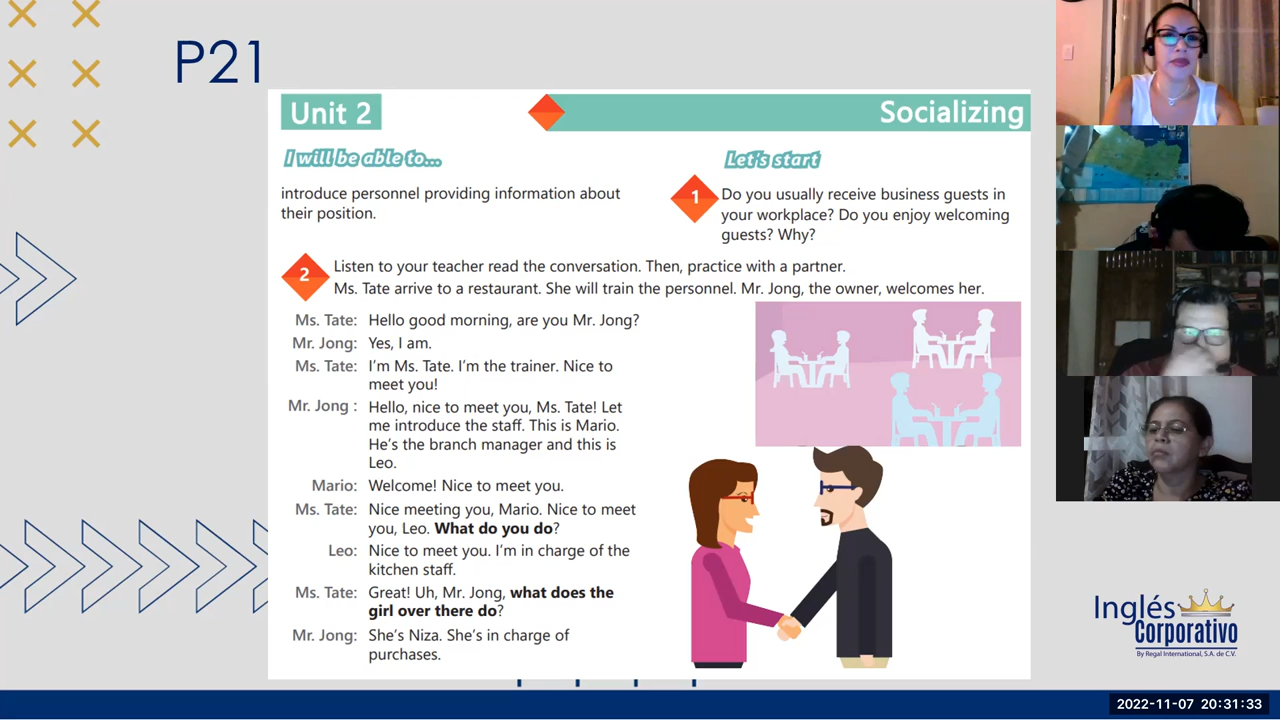 P21
Unit 2
Socializing
I will be able to...
introduce personnel providing information about
their position.
Let's start
1
Do you usually receive business guests in
your workplace? Do you enjoy welcoming
guests? Why?
2
Listen to your teacher read the conversation. Then, practice with a partner.
Ms. Tate arrive to a restaurant. She will train the personnel. Mr. Jong, the owner, welcomes her.
Ms. Tate: Hello good morning, are you Mr. Jong?
Mr. Jong: Yes, I am.
Ms. Tate: I'm Ms. Tate. I'm the trainer. Nice to
meet you!
Mr. Jong : Hello, nice to meet you, Ms. Tate! Let
me introduce the staff. This is Mario.
He's the branch manager and this is
Leo.
Mario: Welcome! Nice to meet you.
Ms. Tate: Nice meeting you, Mario. Nice to meet
you, Leo. What do you do?
Leo: Nice to meet you. I'm in charge of the
kitchen staff.
Ms. Tate: Great! Uh, Mr. Jong, what does the
girl over there do?
Mr. Jong: She's Niza. She's in charge of
purchases.
Inglés
Corporativo
By Regal International, S.A. de C.V.
2022-11-07 20:31:33